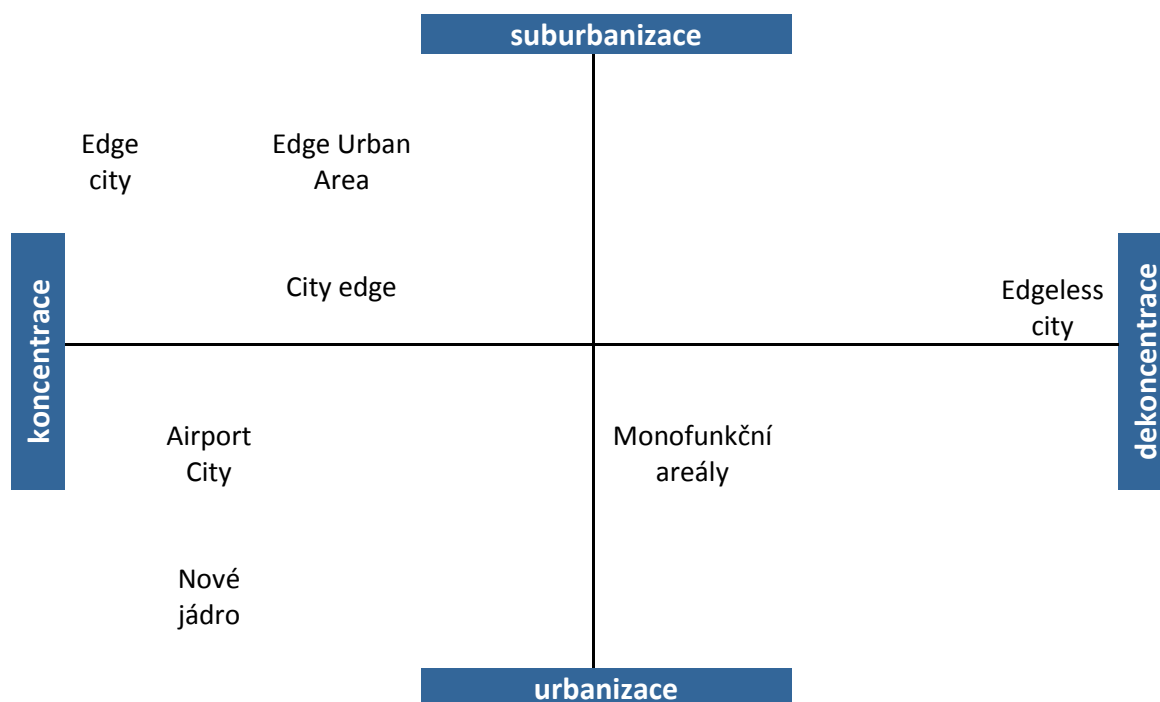 suburbanizace
Edge
city
Edge Urban
Area
koncentrace
City edge
Edgeless
city
dekoncentrace
Airport
City
Monofunkční
areály
Nové
jádro
urbanizace